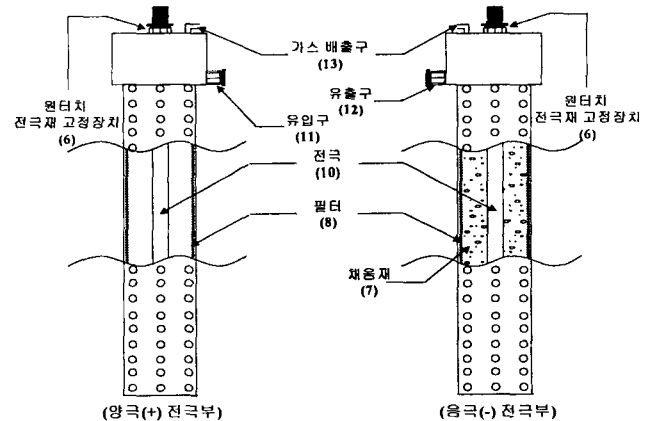 가스 배출구
(13)
원터치
전극재 고정장치
(6)
유입구
(11)
유출구
(12)
원터치
전극재 고정장치
(6)
전극
(10)
필터
(8)
채움재
(7)
(양극(+) 전극부)
(음극(-) 전극부)